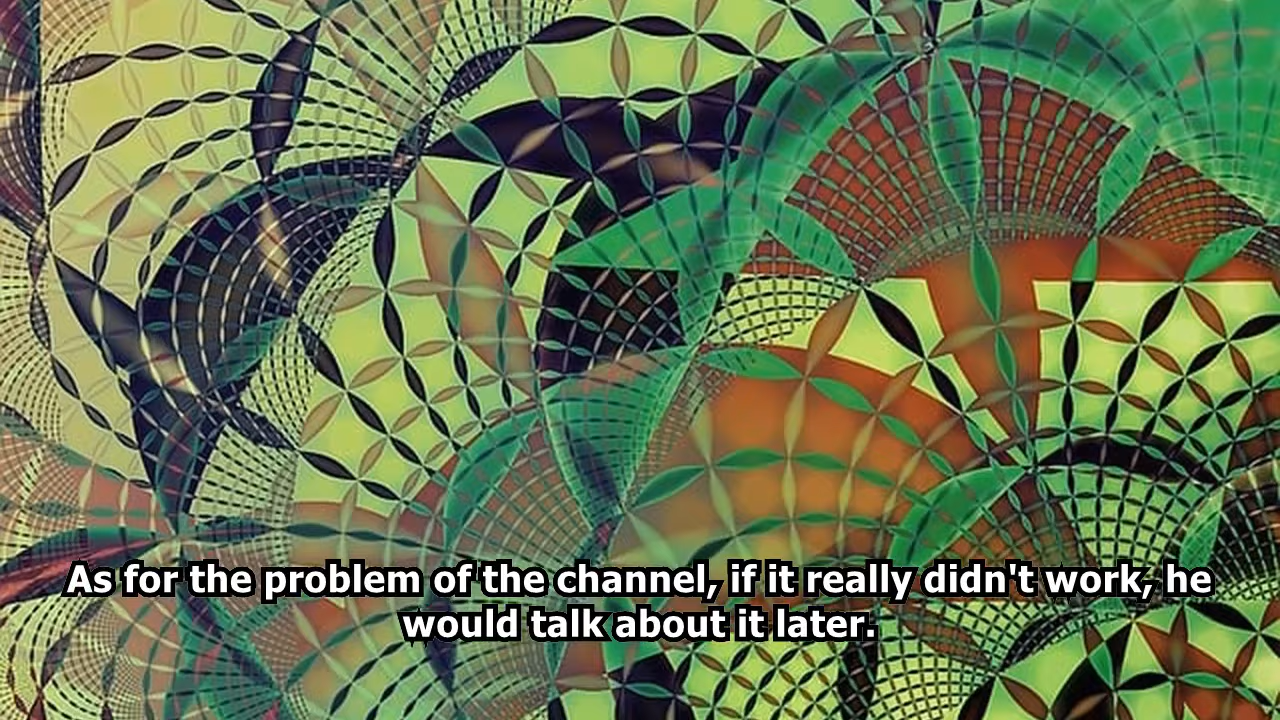 As for the problem of the channel, if it really didn't work, he
would talk about it later.